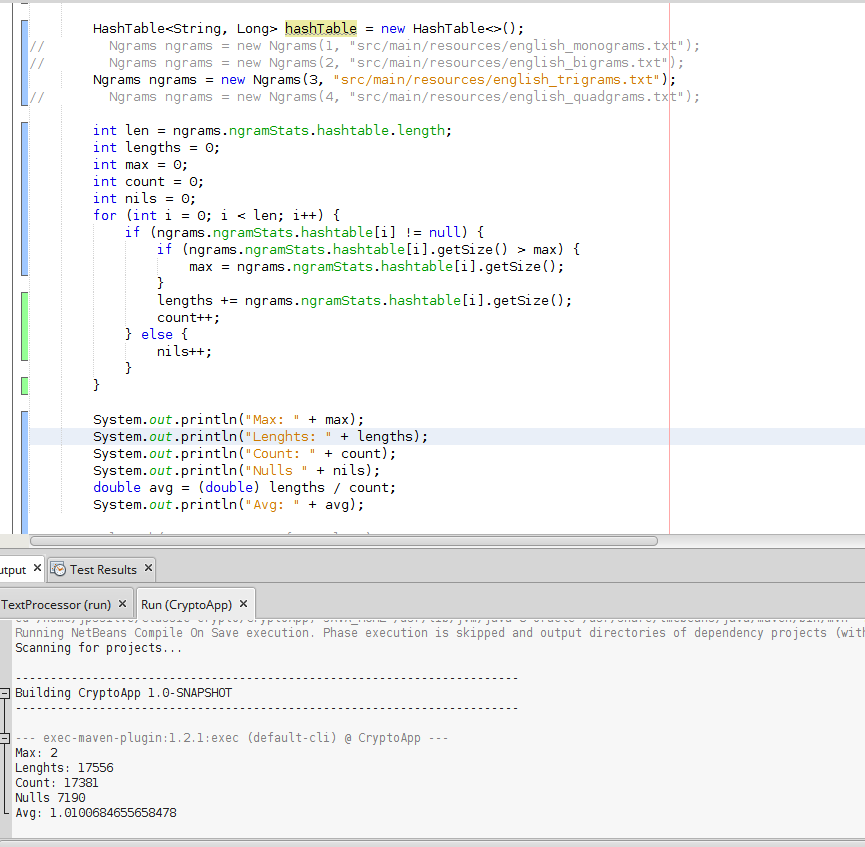 HashTable<String, Long> hashTable = new HashTable<>();
// Ngrams ngrams = new Ngrams(1, "src/main/resources/english_monograms.txt");
// Ngrams ngrams = new Ngrams(2, "src/main/resources/english_bigrams.txt");
Ngrams ngrams = new Ngrams(3, "src/main/resources/english_trigrams.txt");
// Ngrams ngrams = new Ngrams(4, "src/main/resources/english_quadgrams.txt");
int len = ngrams.ngramStats.hashtable.length;
int lengths = 0;
int max = 0;
int count = 0;
int nils = 0;
for (int i = 0; i < len; i++) {
if (ngrams.ngramStats.hashtable[i] != null) {
if (ngrams.ngramStats.hashtable[i].getSize() > max) {
max = ngrams.ngramStats.hashtable[i].getSize();
}
lengths += ngrams.ngramStats.hashtable[i].getSize();
count++;
} else {
nils++;
}
}
System.out.println("Max: " + max);
System.out.println("Lenghts: " + lengths);
System.out.println("Count: " + count);
System.out.println("Nulls " + nils);
double avg = (double) lengths / count;
System.out.println("Avg: " + avg);
utput × Test Results ×
TextProcessor (run) × Run (CryptoApp) ×
Running NetBeans Compile On Save execution. Phase execution is skipped and output directories of dependency projects (with
Scanning for projects...
------------------------------------------------------------------------
Building CryptoApp 1.0-SNAPSHOT
------------------------------------------------------------------------
--- exec-maven-plugin:1.2.1:exec (default-cli) @ CryptoApp ---
Max: 2
Lenghts: 17556
Count: 17381
Nulls 7190
Avg: 1.0100684655658478